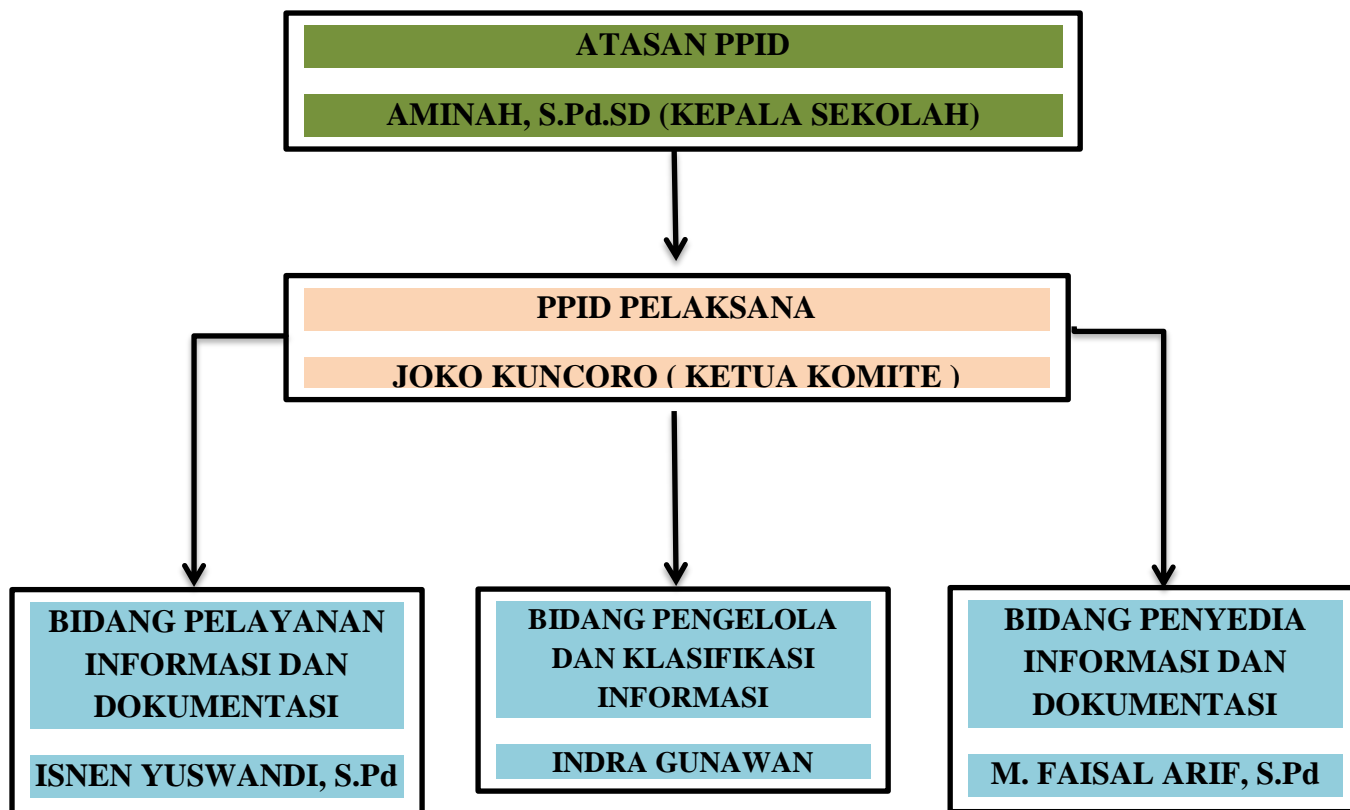 ATASAN PPID
AMINAH, S.Pd.SD (KEPALA SEKOLAH)
PPID PELAKSANA
JOKO KUNCORO ( KETUA KOMITE )
BIDANG PELAYANAN
INFORMASI DAN
DOKUMENTASI
ISNEN YUSWANDI, S.Pd
BIDANG PENGELOLA
DAN KLASIFIKASI
INFORMASI
INDRA GUNAWAN
BIDANG PENYEDIA
INFORMASI DAN
DOKUMENTASI
M. FAISAL ARIF, S.Pd